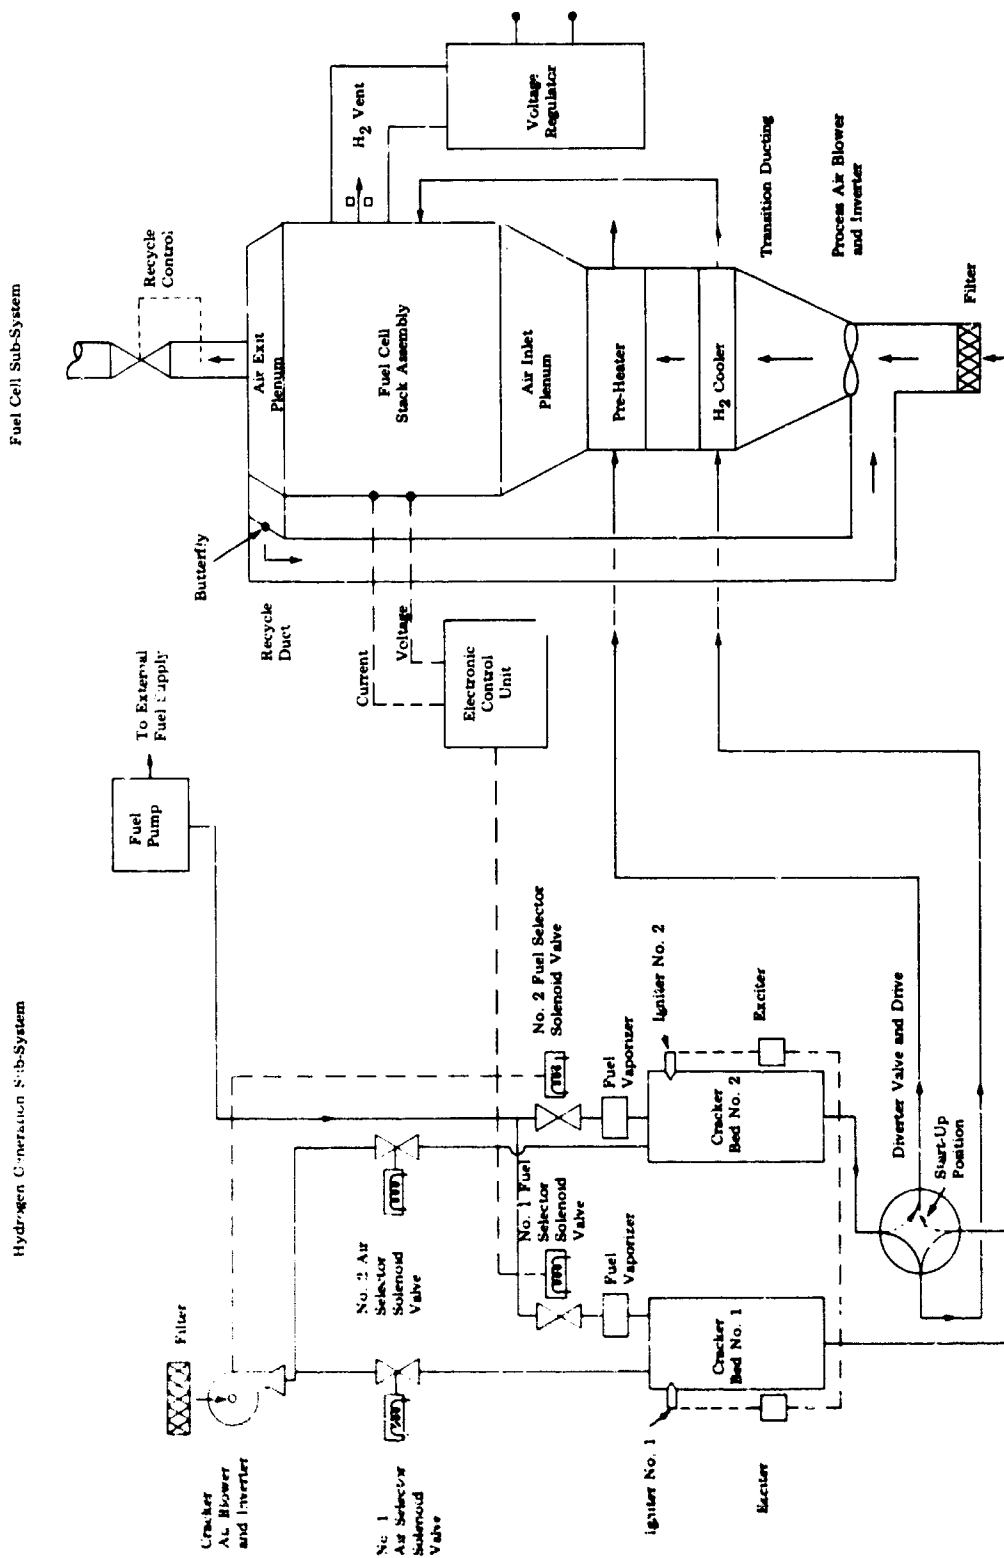 Hydrogen Generation Sub-System
Fuel Cell Sub-System
Filter
Cracker
Air Blower
and Inverter
No. 1
Air Selector
Solenoid
Valve
No. 2 Air
Selector
Solenoid
Valve
No. 1 Fuel
Selector
Solenoid
Valve
No. 2 Fuel Selector
Solenoid Valve
Fuel
Vaporizer
Fuel
Vaporizer
Cracker
Bed No. 1
Cracker
Bed No. 2
Igniter No. 1
Igniter No. 2
Exciter
Exciter
Diverter Valve and Drive
Start-Up
Position
Fuel
Pump
To External
Fuel Supply
Electronic
Control
Unit
Current
Voltage
Recycle
Duct
Butterfly
Recycle
Control
Air Exit
Plenum
Fuel Cell
Stack Assembly
Air Inlet
Plenum
Pre-Heater
H2 Cooler
H2 Vent
Voltage
Regulator
Transition Ducting
Process Air Blower
and Inverter
Filter